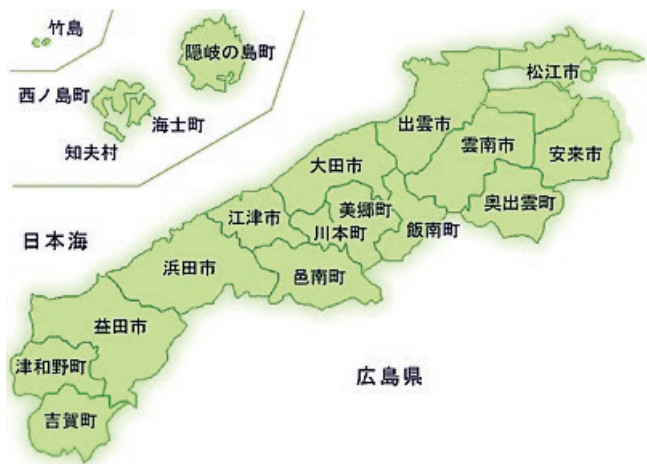 竹島
隠岐の島町
西ノ島町
海士町
知夫村
松江市
出雲市
雲南市
安来市
大田市
奥出雲町
美郷町
江津市
川本町
飯南町
日本海
浜田市
邑南町
益田市
津和野町
広島県
吉賀町